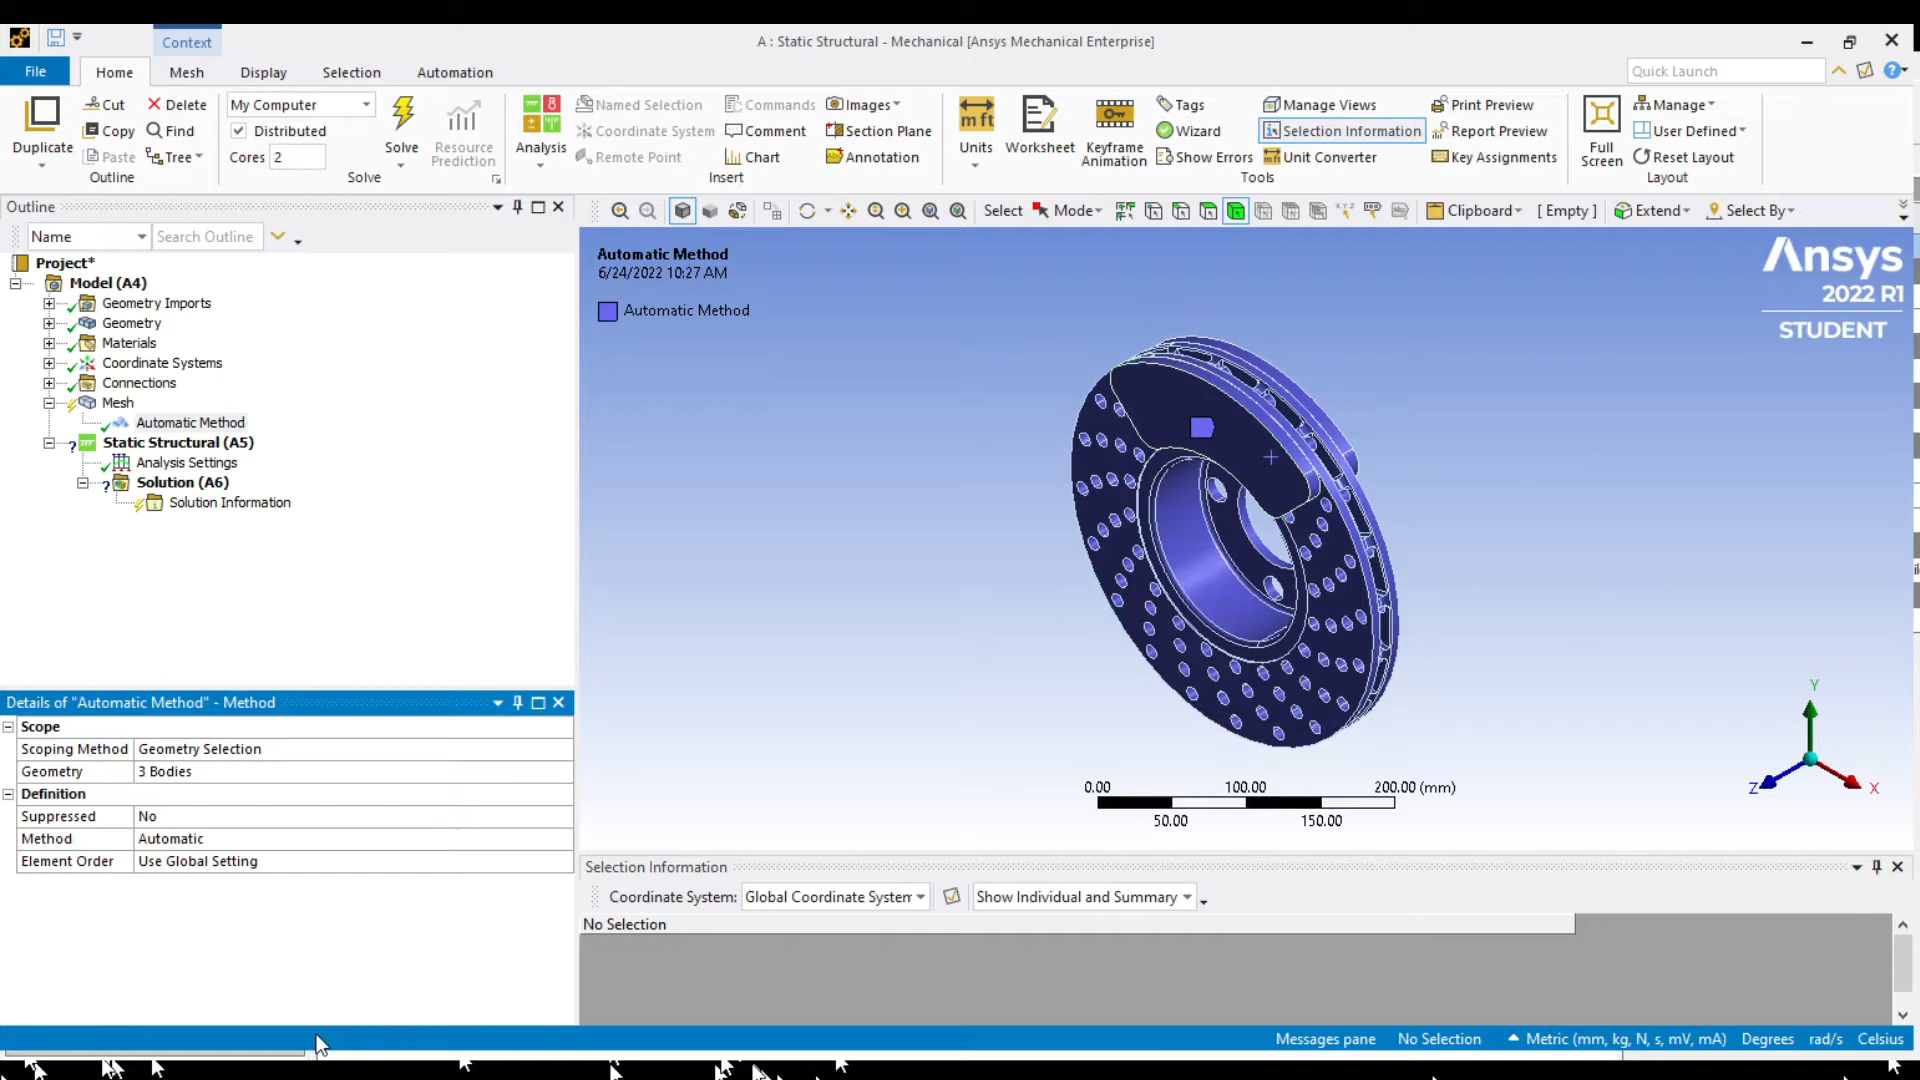 Context
A : Static Structural - Mechanical [Ansys Mechanical Enterprise]
File
Home
Mesh
Display
Selection
Automation
Quick Launch
Duplicate
Cut
Copy
Paste
Delete
Find
Tree
Outline
My Computer
Distributed
Cores 2
Solve
Resource Prediction
Solve
Analysis
Named Selection
Coordinate System
Remote Point
Commands
Comment
Chart
Images
Section Plane
Annotation
Insert
Units
Worksheet
Keyframe Animation
Tags
Wizard
Show Errors
Manage Views
Selection Information
Unit Converter
Print Preview
Report Preview
Key Assignments
Tools
Full Screen
Manage
User Defined
Reset Layout
Layout
Outline
Name
Search Outline
Select
Mode
Clipboard
[ Empty ]
Extend
Select By
Project*
Model (A4)
Geometry Imports
Geometry
Materials
Coordinate Systems
Connections
Mesh
Automatic Method
Static Structural (A5)
Analysis Settings
Solution (A6)
Solution Information
Details of "Automatic Method" - Method
Scope
Scoping Method Geometry Selection
Geometry 3 Bodies
Definition
Suppressed No
Method Automatic
Element Order Use Global Setting
Automatic Method
6/24/2022 10:27 AM
Automatic Method
Ansys
2022 R1
STUDENT
0.00 100.00 200.00 (mm)
50.00 150.00
Y
Z
X
Selection Information
Coordinate System: Global Coordinate System
Show Individual and Summary
No Selection
Messages pane
No Selection
Metric (mm, kg, N, s, mV, mA)
Degrees
rad/s
Celsius